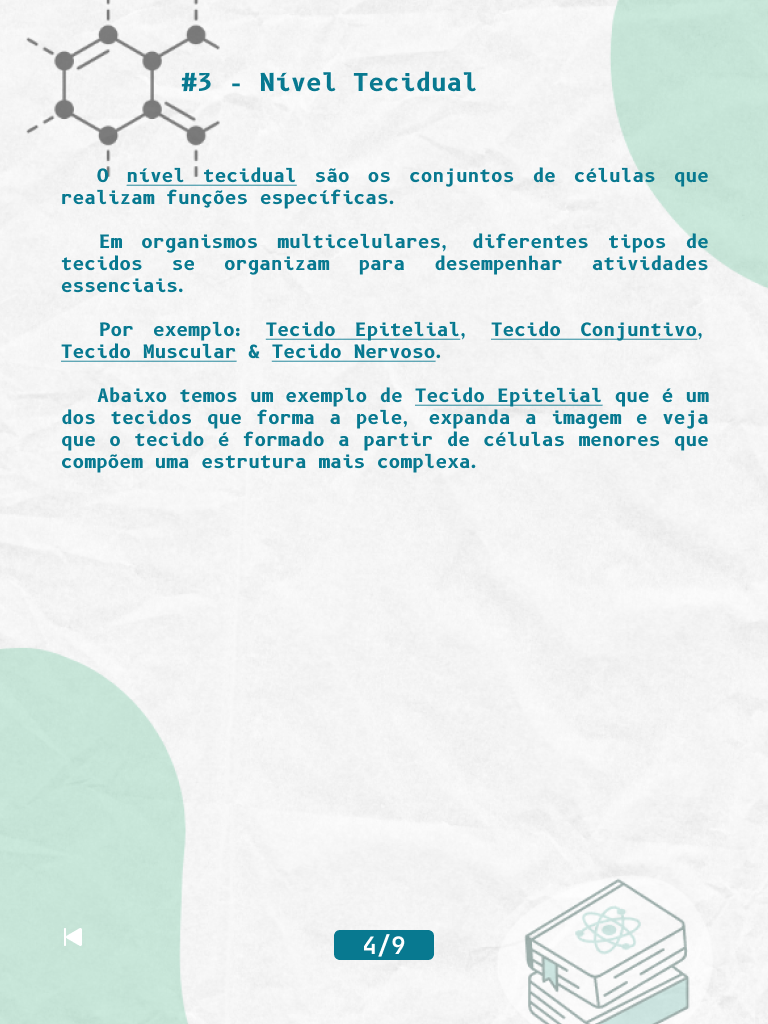 #3 - Nível Tecidual
O nível tecidual são os conjuntos de células que
realizam funções específicas.
Em organismos multicelulares, diferentes tipos de
tecidos se organizam para desempenhar atividades
essenciais.
Por exemplo: Tecido Epitelial, Tecido Conjuntivo,
Tecido Muscular & Tecido Nervoso.
Abaixo temos um exemplo de Tecido Epitelial que é um
dos tecidos que forma a pele, expanda a imagem e veja
que o tecido é formado a partir de células menores que
compõem uma estrutura mais complexa.
4/9